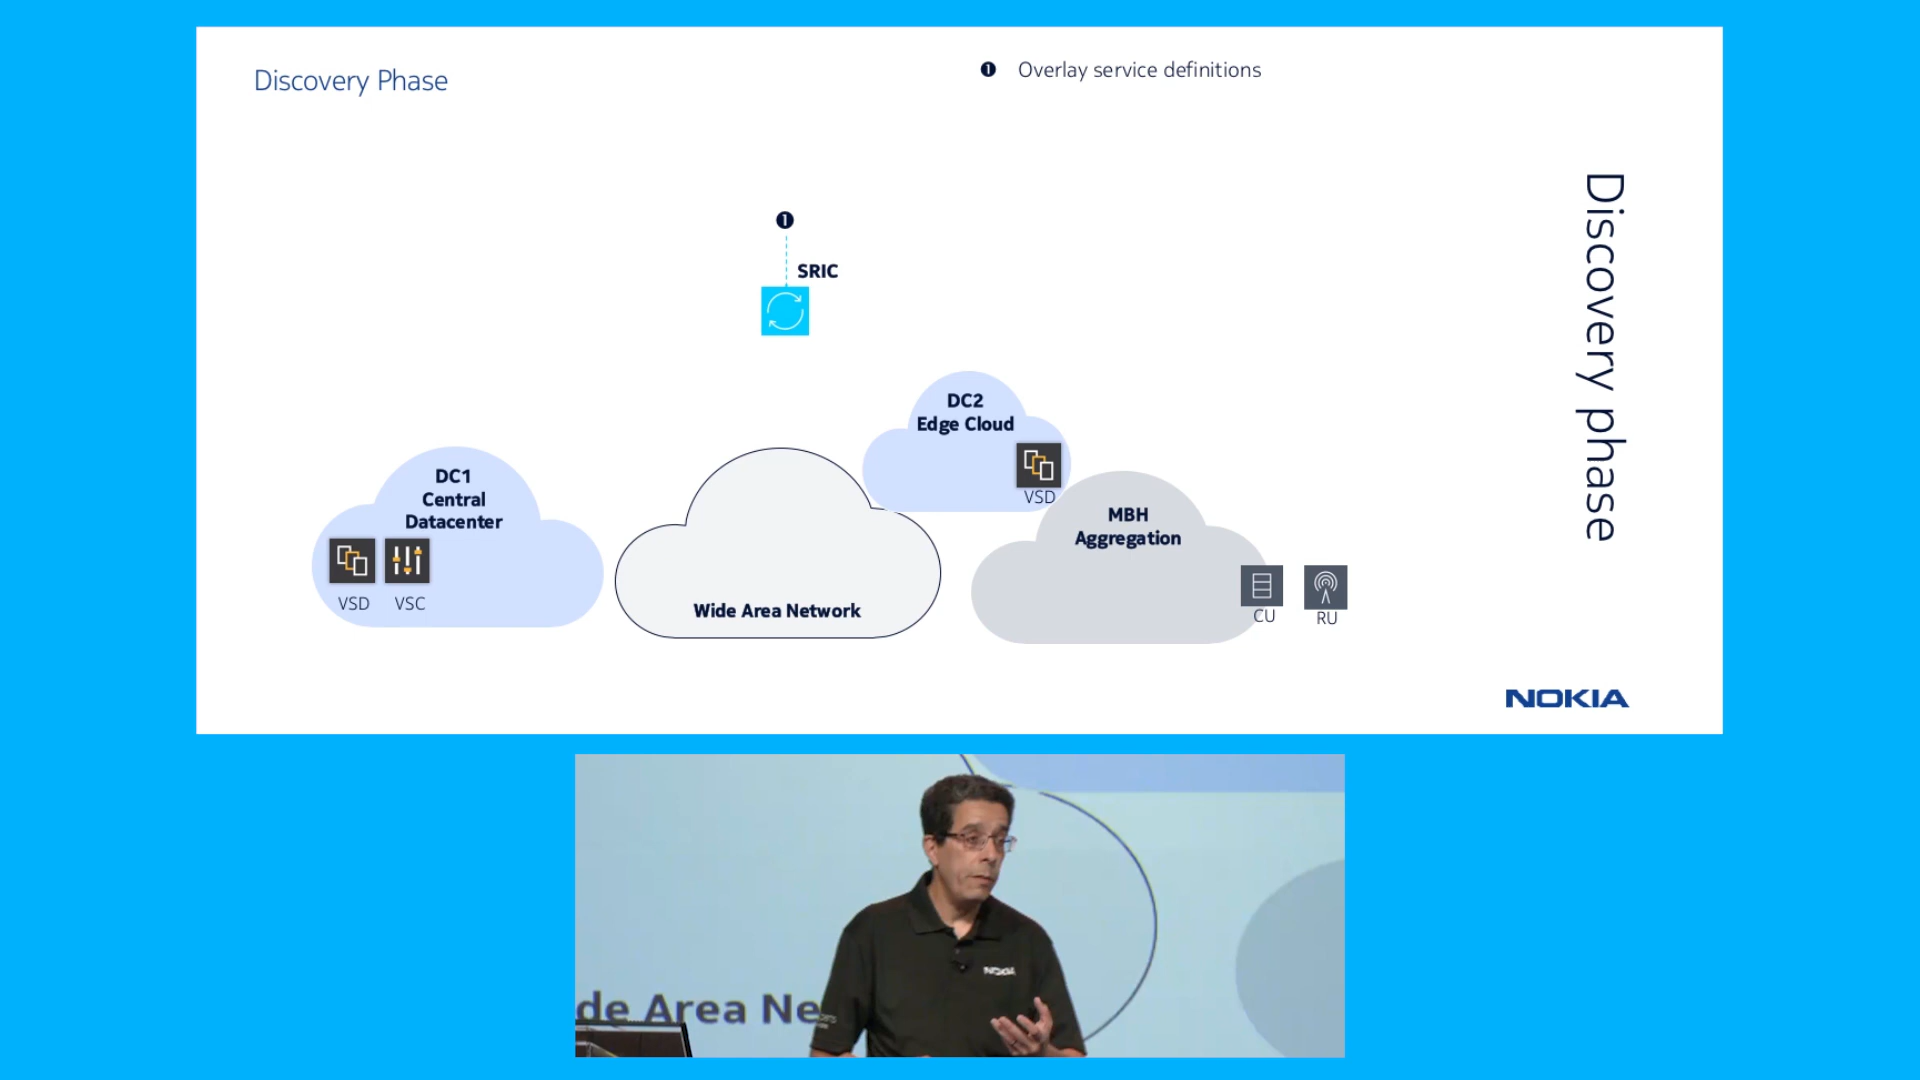 Discovery Phase
❶ Overlay service definitions
Discovery phase
❶
SRIC
DC2
Edge Cloud
VSD
DC1
Central
Datacenter
VSD
VSC
Wide Area Network
MBH
Aggregation
CU
RU
NOKIA
NOKIA
de Area Ne